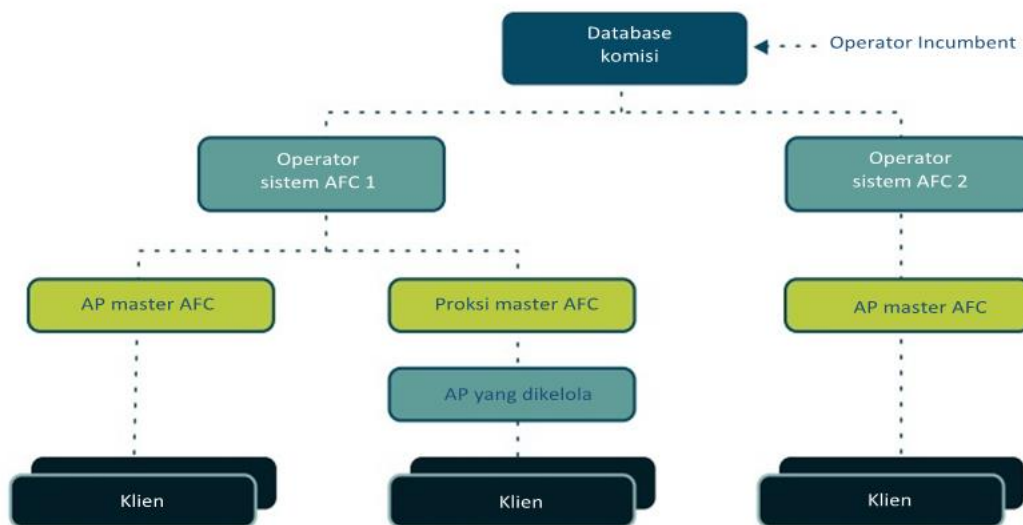 Database
komisi
Operator Incumbent
Operator
sistem AFC 1
Operator
sistem AFC 2
AP master AFC
Proksi master AFC
AP master AFC
AP yang dikelola
Klien
Klien
Klien